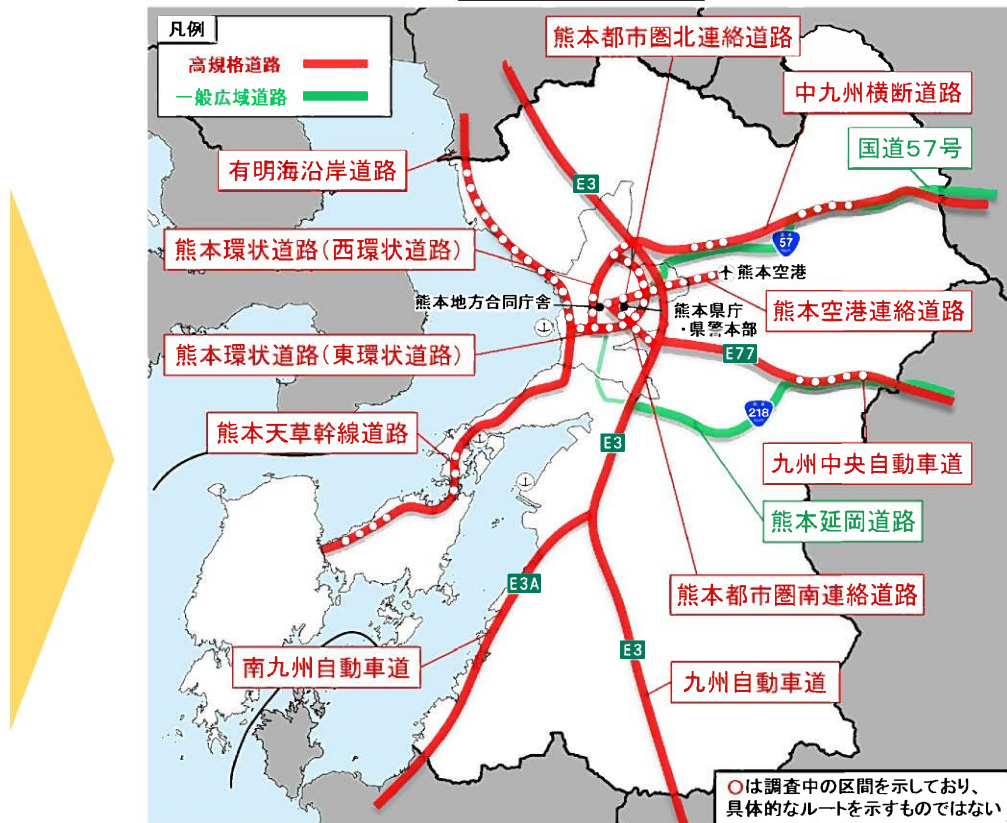 凡例
高規格道路
一般広域道路
熊本都市圏北連絡道路
中九州横断道路
国道57号
有明海沿岸道路
E3
57
熊本環状道路(西環状道路)
熊本空港
熊本地方合同庁舎
熊本県庁
・県警本部
熊本空港連絡道路
熊本環状道路(東環状道路)
E77
218
熊本天草幹線道路
E3
九州中央自動車道
熊本延岡道路
E3A
熊本都市圏南連絡道路
E3
南九州自動車道
九州自動車道
○は調査中の区間を示しており、
具体的なルートを示すものではない